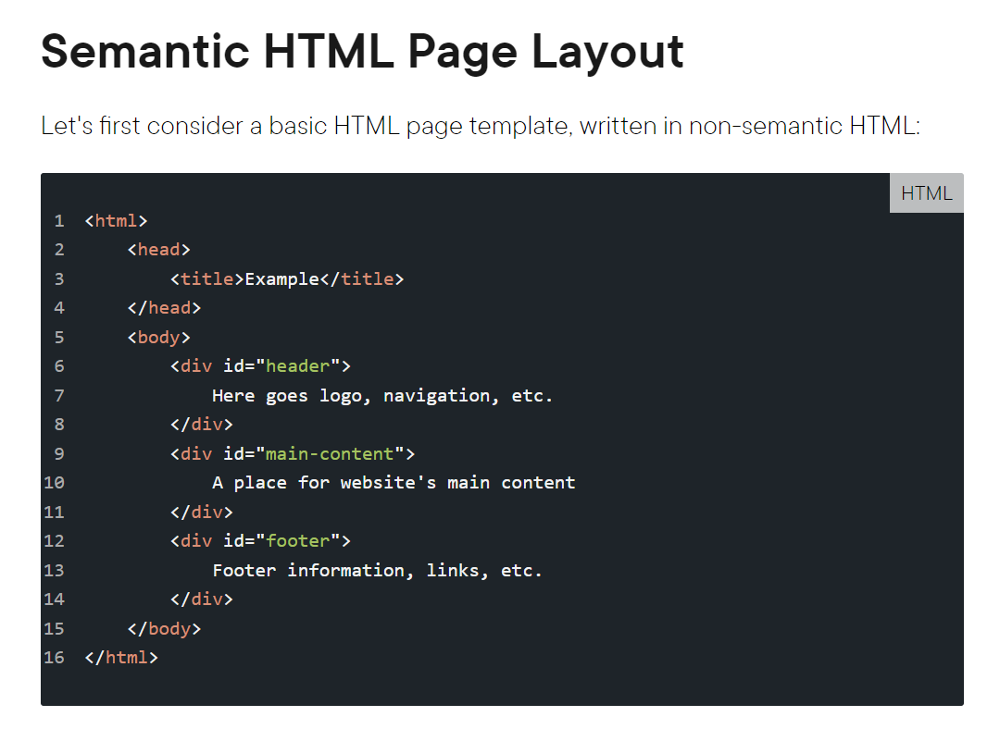 Semantic HTML Page Layout
Let's first consider a basic HTML page template, written in non-semantic HTML:
HTML
1 <html>
2     <head>
3         <title>Example</title>
4     </head>
5     <body>
6         <div id="header">
7             Here goes logo, navigation, etc.
8         </div>
9         <div id="main-content">
10             A place for website's main content
11         </div>
12         <div id="footer">
13             Footer information, links, etc.
14         </div>
15     </body>
16 </html>